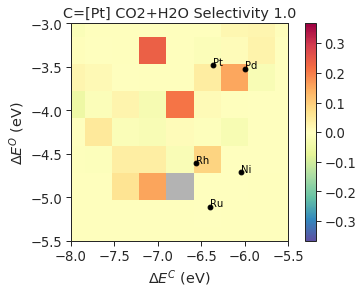 C=[Pt] CO2+H2O Selectivity 1.0
−3.0
−3.5
−4.0
−4.5
−5.0
−5.5
ΔE^O (eV)
Pt
Pd
Rh
Ni
Ru
−8.0 −7.5 −7.0 −6.5 −6.0 −5.5
ΔE^C (eV)
0.3
0.2
0.1
0.0
−0.1
−0.2
−0.3